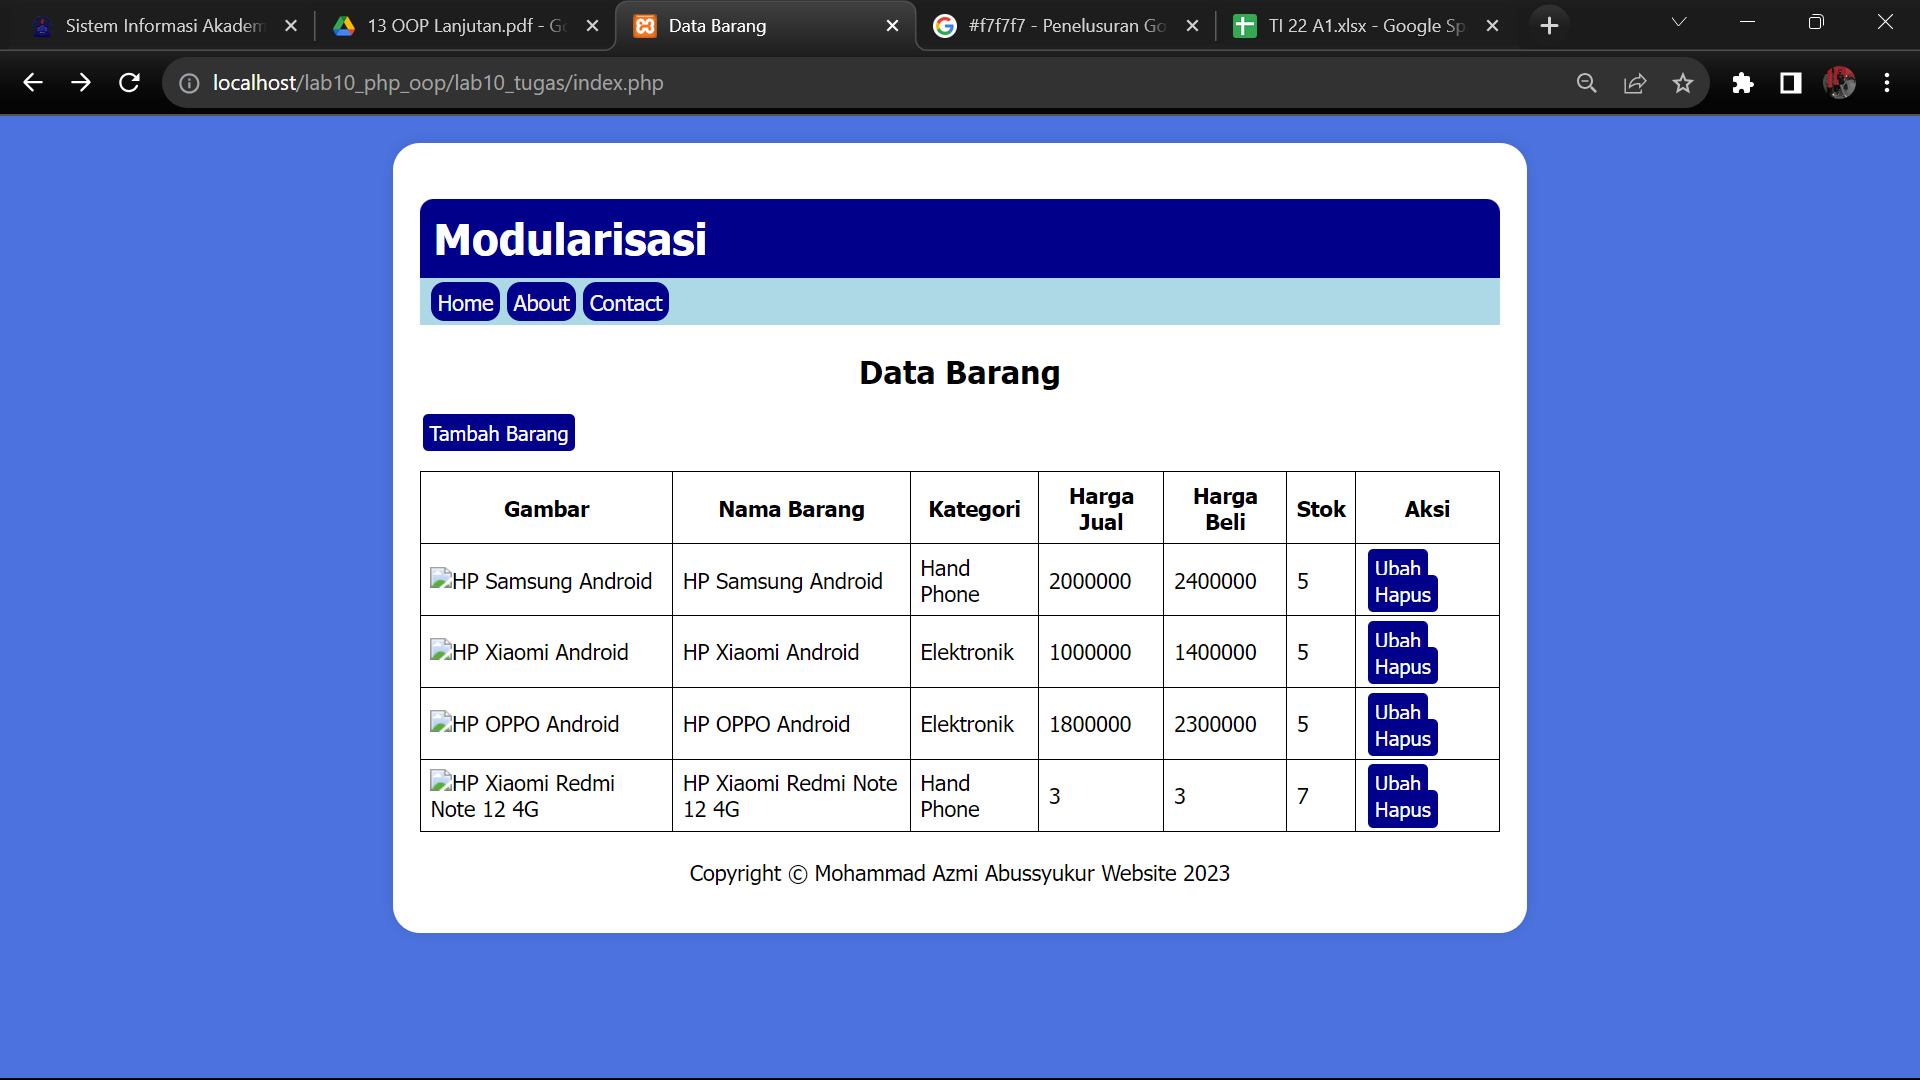 Sistem Informasi Akadem
13 OOP Lanjutan.pdf - Go
Data Barang
#f7f7f7 - Penelusuran Go
TI 22 A1.xlsx - Google Sp
localhost/lab10_php_oop/lab10_tugas/index.php
Modularisasi
Home About Contact
Data Barang
Tambah Barang
Gambar Nama Barang Kategori Harga Jual Harga Beli Stok Aksi
HP Samsung Android HP Samsung Android Hand Phone 2000000 2400000 5 Ubah Hapus
HP Xiaomi Android HP Xiaomi Android Elektronik 1000000 1400000 5 Ubah Hapus
HP OPPO Android HP OPPO Android Elektronik 1800000 2300000 5 Ubah Hapus
HP Xiaomi Redmi Note 12 4G HP Xiaomi Redmi Note 12 4G Hand Phone 3 3 7 Ubah Hapus
Copyright © Mohammad Azmi Abussyukur Website 2023